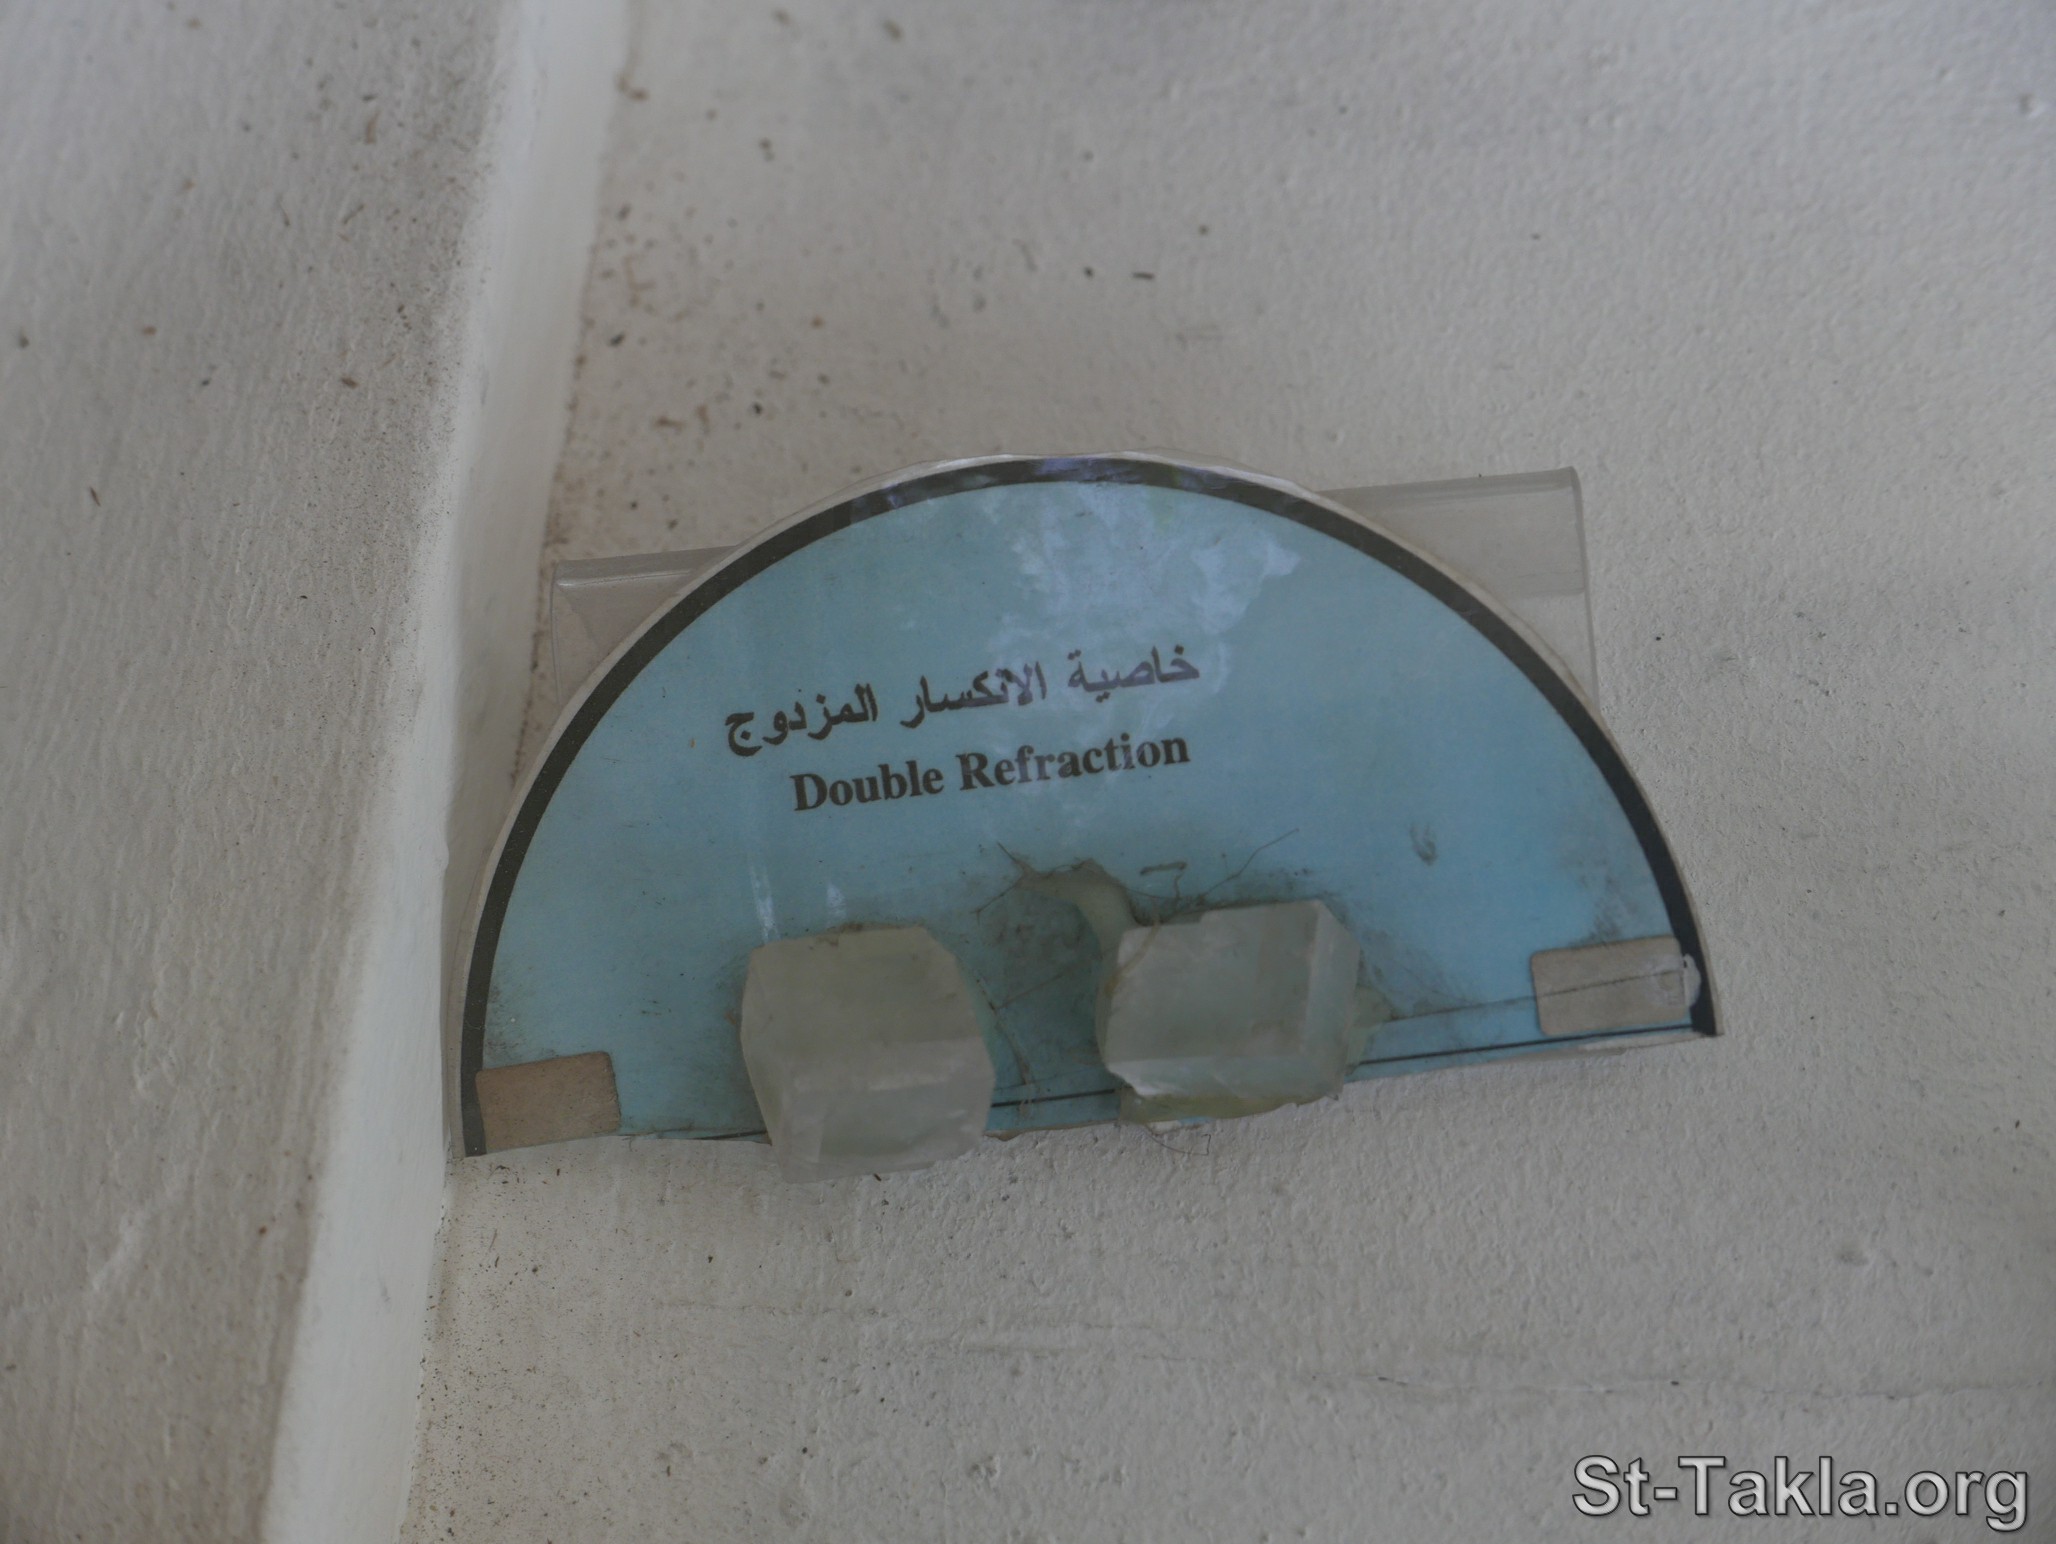 خاصية الانكسار المزدوج
Double Refraction
St-Takla.org